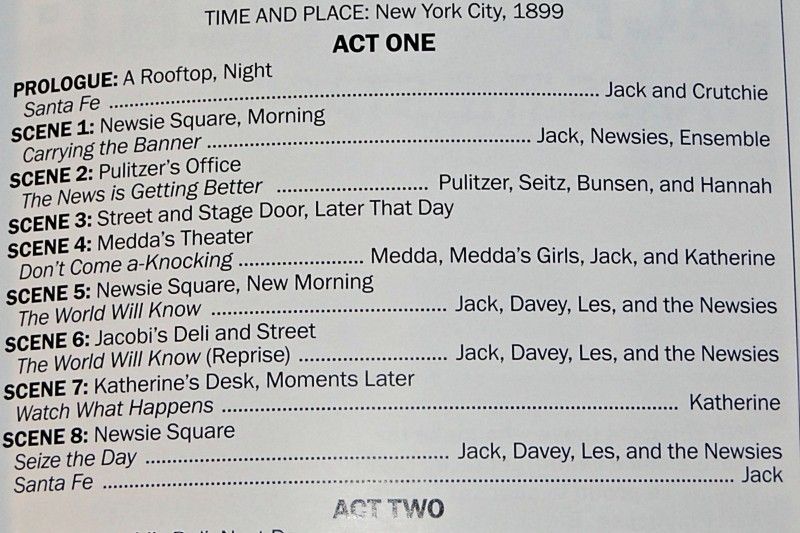 TIME AND PLACE: New York City, 1899
ACT ONE
PROLOGUE: A Rooftop, Night
Santa Fe ........ Jack and Crutchie
SCENE 1: Newsie Square, Morning
Carrying the Banner ........ Jack, Newsies, Ensemble
SCENE 2: Pulitzer's Office
The News is Getting Better ........ Pulitzer, Seitz, Bunsen, and Hannah
SCENE 3: Street and Stage Door, Later That Day
SCENE 4: Medda's Theater
Don't Come a-Knocking ........ Medda, Medda's Girls, Jack, and Katherine
SCENE 5: Newsie Square, New Morning
The World Will Know ........ Jack, Davey, Les, and the Newsies
SCENE 6: Jacobi's Deli and Street
The World Will Know (Reprise) ........ Jack, Davey, Les, and the Newsies
SCENE 7: Katherine's Desk, Moments Later
Watch What Happens ........ Katherine
SCENE 8: Newsie Square
Seize the Day ........ Jack, Davey, Les, and the Newsies
Santa Fe ........ Jack
ACT TWO